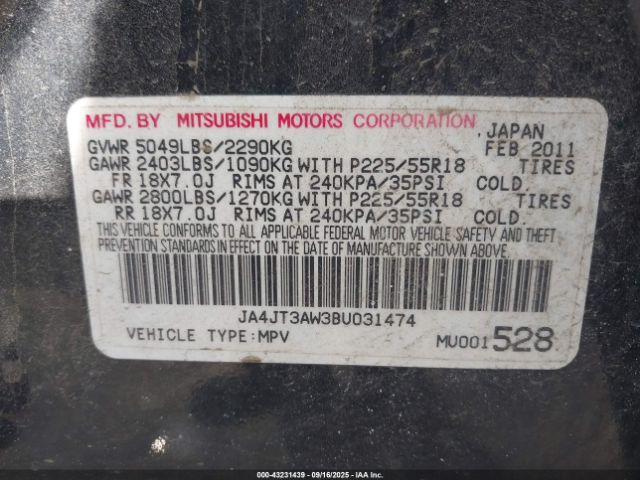 MFD. BY MITSUBISHI MOTORS CORPORATION ,JAPAN
GVWR 5049LBS/2290KG FEB 2011
GAWR 2403LBS/1090KG WITH P225/55R18 TIRES
FR 18X7.0J RIMS AT 240KPA/35PSI COLD.
GAWR 2800LBS/1270KG WITH P225/55R18 TIRES
RR 18X7.0J RIMS AT 240KPA/35PSI COLD.
THIS VEHICLE CONFORMS TO ALL APPLICABLE FEDERAL MOTOR VEHICLE SAFETY AND THEFT
PREVENTION STANDARDS IN EFFECT ON THE DATE OF MANUFACTURE SHOWN ABOVE.
JA4JT3AW3BU031474
VEHICLE TYPE:MPV MU001528
000-43231439 - 09/16/2025 - IAAI, Inc.